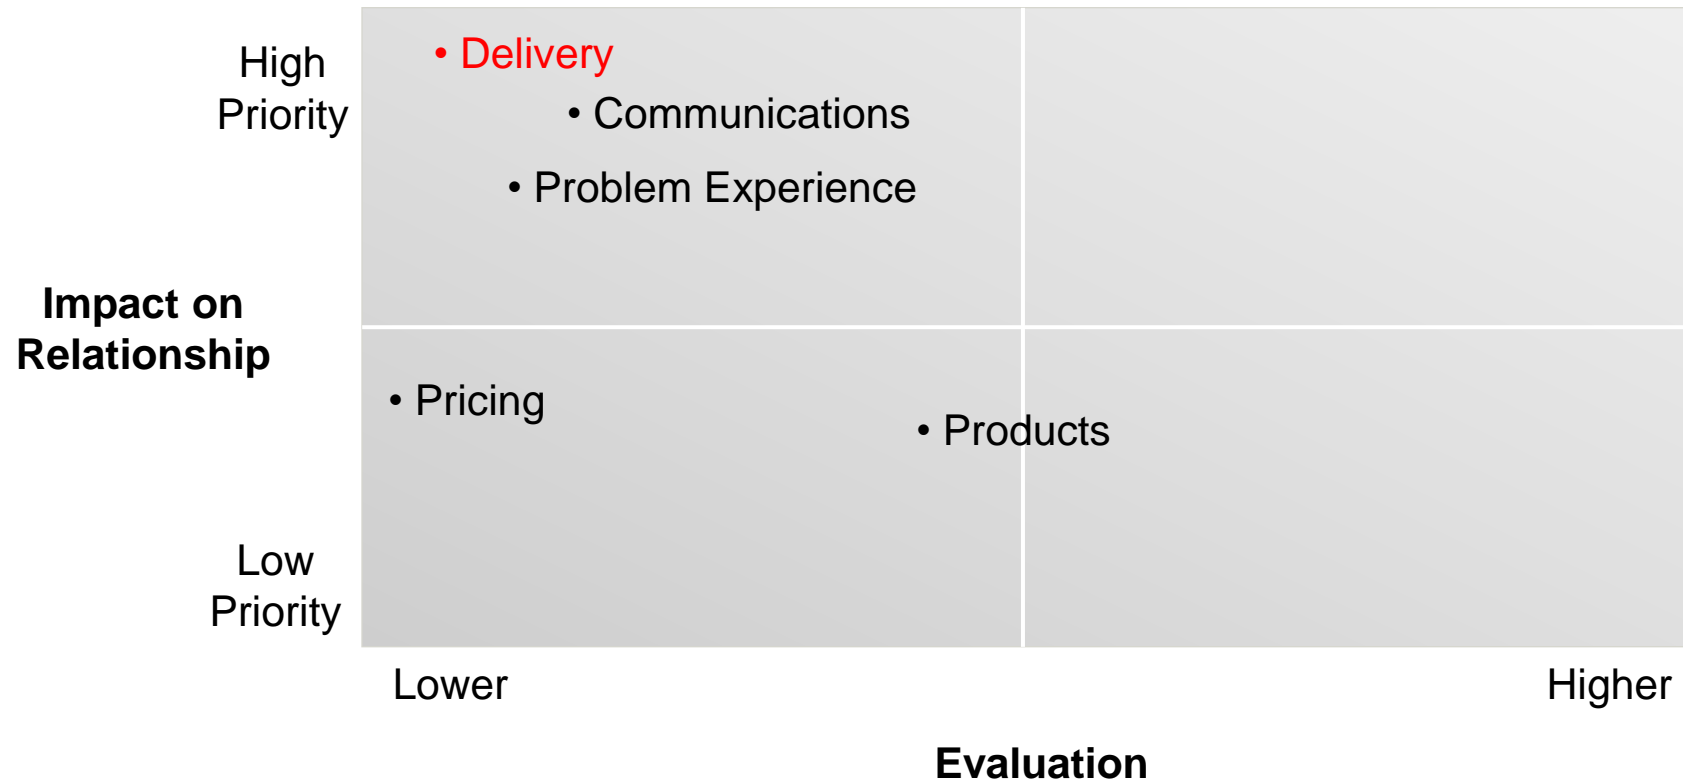 High
Priority
• Delivery
• Communications
• Problem Experience
Impact on
Relationship
• Pricing
• Products
Low
Priority
Lower
Higher
Evaluation